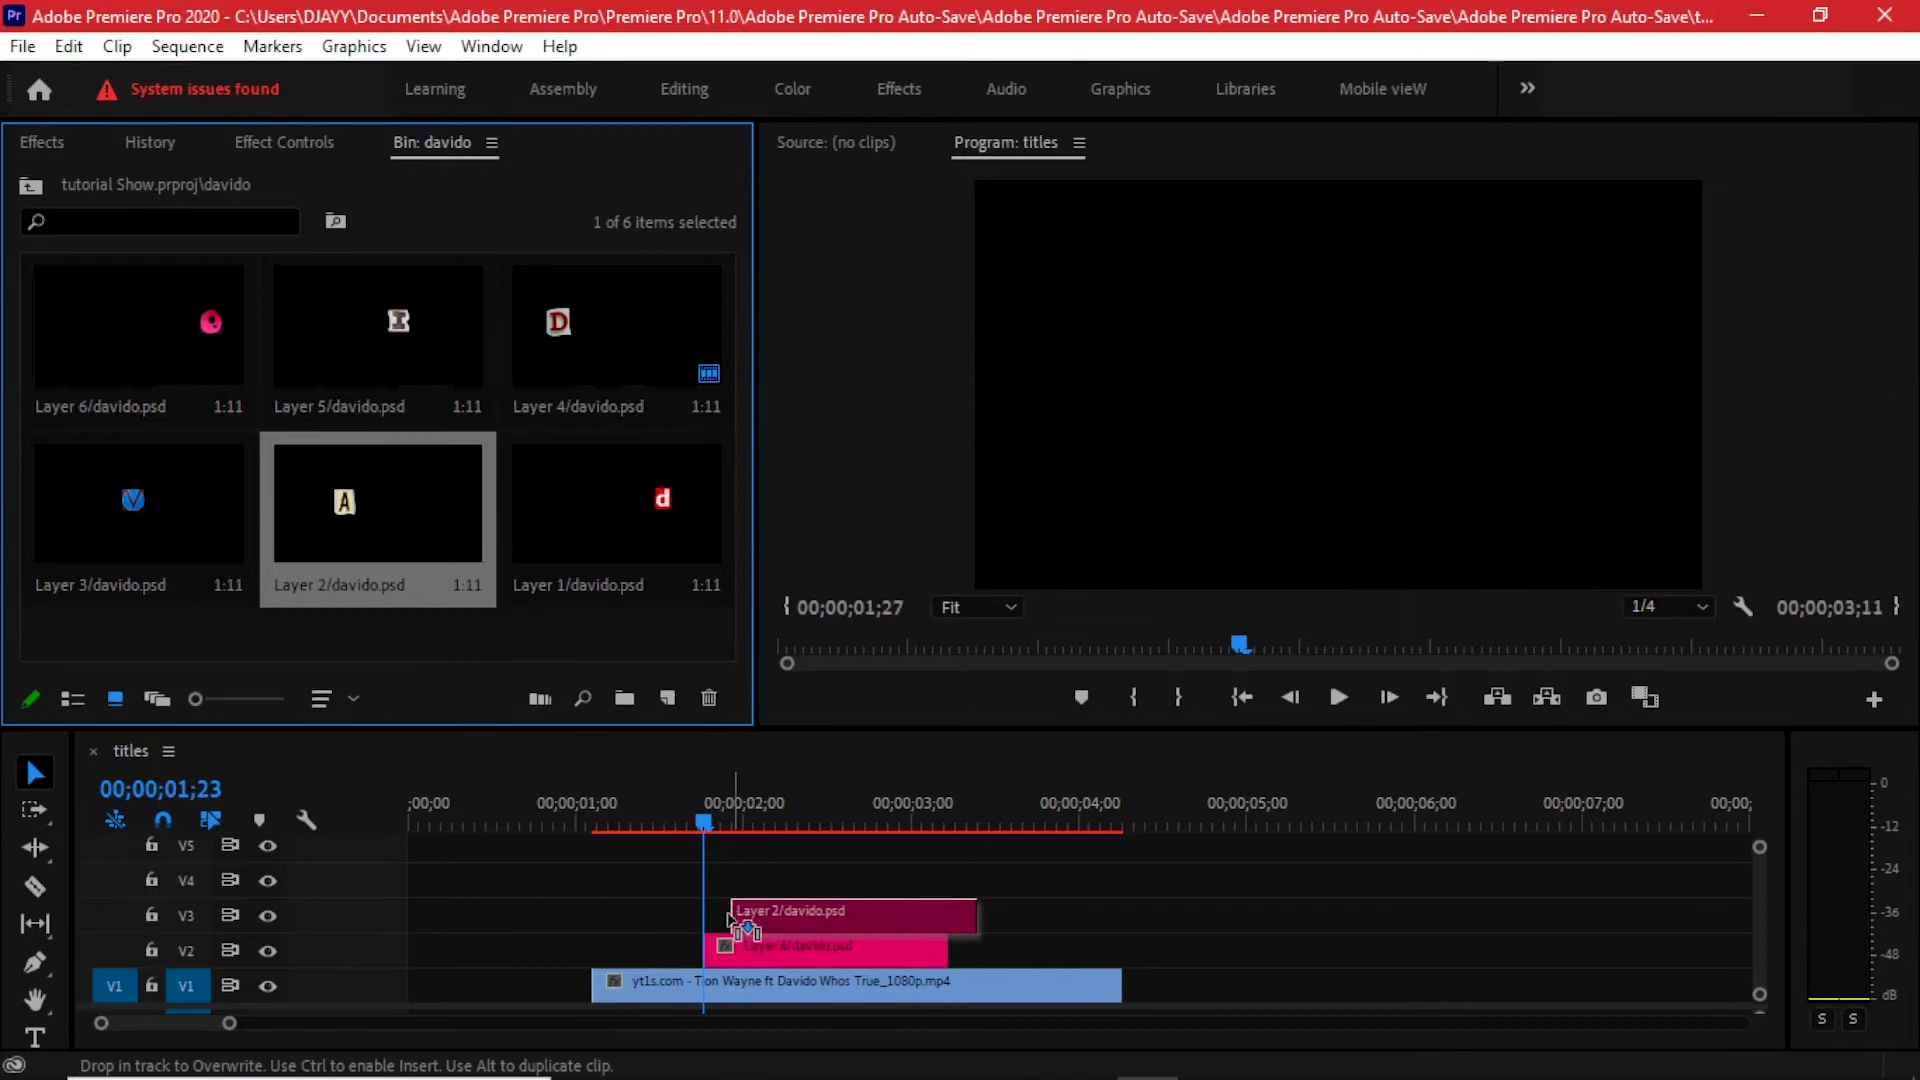 Adobe Premiere Pro 2020 - C:\Users\DJAYY\Documents\Adobe Premiere Pro\Premiere Pro\11.0\Adobe Premiere Pro Auto-Save\Adobe Premiere Pro Auto-Save\Adobe Premiere Pro Auto-Save\Adobe Premiere Pro Auto-Save\t...
File Edit Clip Sequence Markers Graphics View Window Help
System issues found Learning Assembly Editing Color Effects Audio Graphics Libraries Mobile vieW
Effects History Effect Controls Bin: davido Source: (no clips) Program: titles
tutorial Show.prproj\davido
1 of 6 items selected
I D
Layer 6/davido.psd 1:11 Layer 5/davido.psd 1:11 Layer 4/davido.psd 1:11
V A d
Layer 3/davido.psd 1:11 Layer 2/davido.psd 1:11 Layer 1/davido.psd 1:11
00;00;01;27 Fit 1/4 00;00;03;11
titles
00;00;01;23
;00;00 00;00;01;00 00;00;02;00 00;00;03;00 00;00;04;00 00;00;05;00 00;00;06;00 00;00;07;00 00;00;
V5
V4
V3 Layer 2/davido.psd
V2 fx Layer 4/davido.psd
V1 V1 fx yt1s.com - Tion Wayne ft Davido Whos True_1080p.mp4
0
-12
-24
-36
-48
dB
S S
Drop in track to Overwrite. Use Ctrl to enable Insert. Use Alt to duplicate clip.